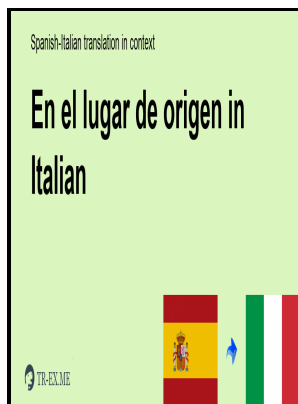 Spanish-Italian translation in context
En el lugar de origen in
Italian
TR-EX.ME